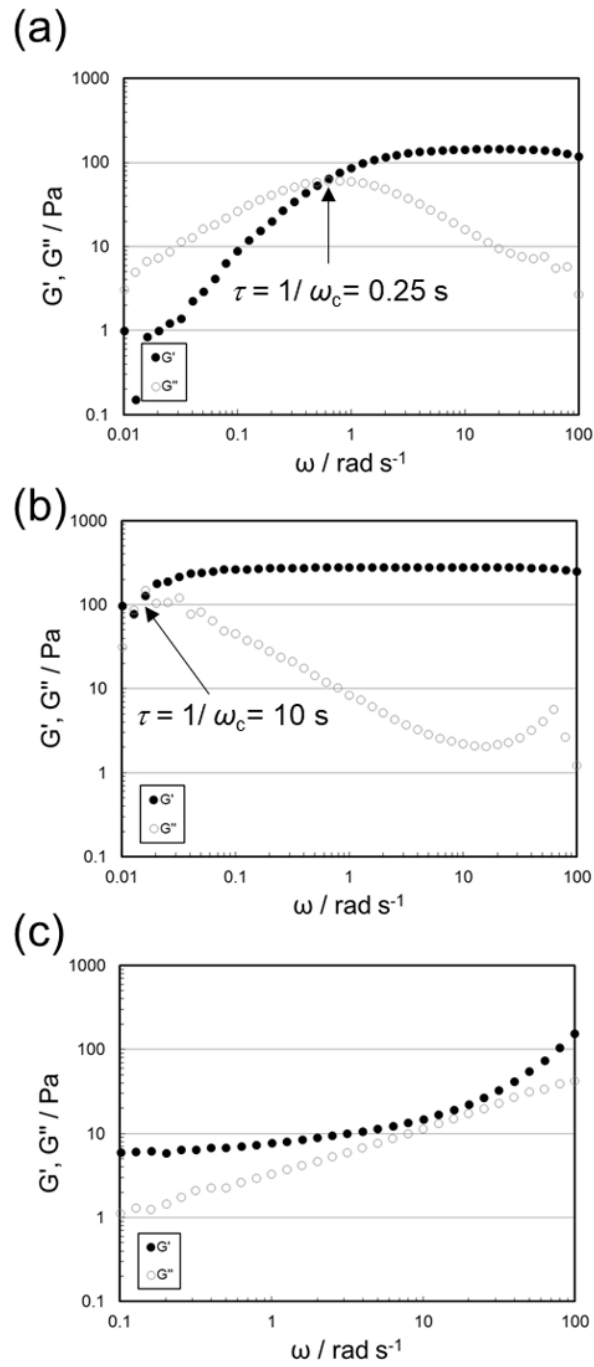 (a)
1000
100
10
1
0.1
G', G'' / Pa
τ = 1/ ω_c = 0.25 s
G'
G''
0.01 0.1 1 10 100
ω / rad s⁻¹
(b)
1000
100
10
1
0.1
G', G'' / Pa
τ = 1/ ω_c = 10 s
G'
G''
0.01 0.1 1 10 100
ω / rad s⁻¹
(c)
1000
100
10
1
0.1
G', G'' / Pa
G'
G''
0.1 1 10 100
ω / rad s⁻¹